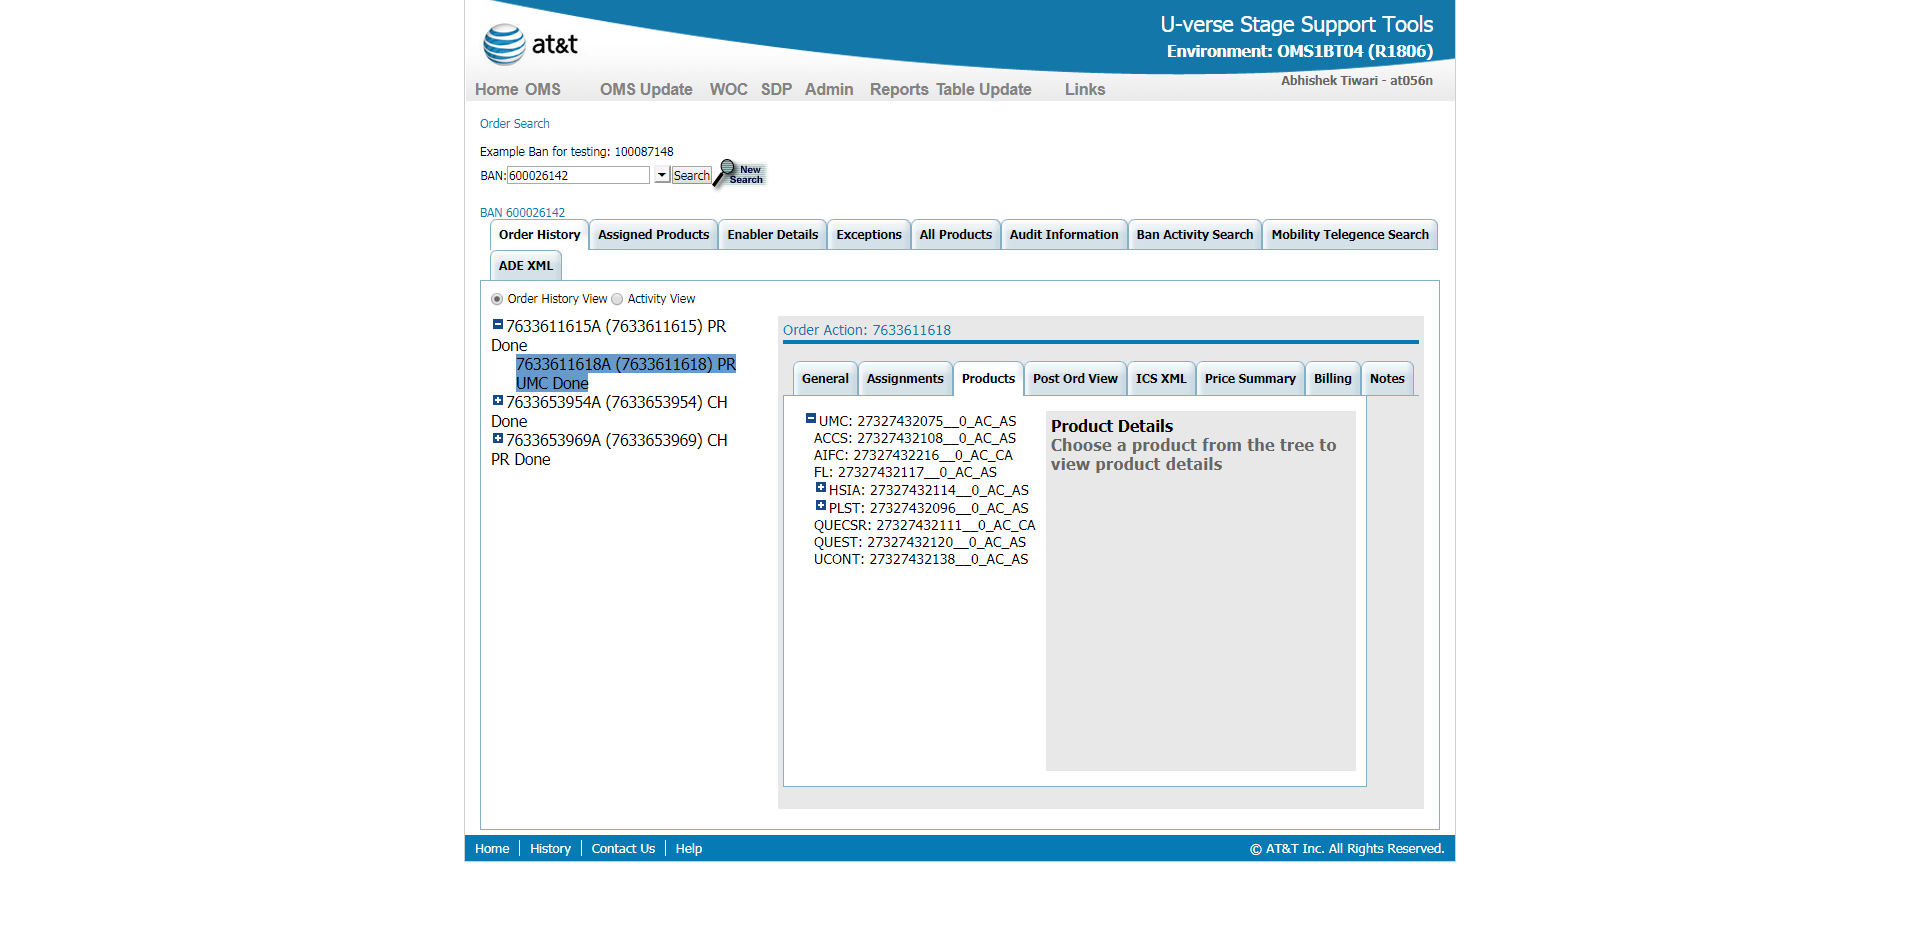 at&t
U-verse Stage Support Tools
Environment: OMS1BT04 (R1806)
Abhishek Tiwari - at056n
Home OMS OMS Update WOC SDP Admin Reports Table Update Links
Order Search
Example Ban for testing: 100087148
BAN: 600026142 Search New Search
BAN 600026142
Order History Assigned Products Enabler Details Exceptions All Products Audit Information Ban Activity Search Mobility Telegence Search
ADE XML
Order History View Activity View
7633611615A (7633611615) PR
Done
7633611618A (7633611618) PR
UMC Done
7633653954A (7633653954) CH
Done
7633653969A (7633653969) CH
PR Done
Order Action: 7633611618
General Assignments Products Post Ord View ICS XML Price Summary Billing Notes
UMC: 27327432075__0_AC_AS
ACCS: 27327432108__0_AC_AS
AIFC: 27327432216__0_AC_CA
FL: 27327432117__0_AC_AS
HSIA: 27327432114__0_AC_AS
PLST: 27327432096__0_AC_AS
QUECSR: 27327432111__0_AC_CA
QUEST: 27327432120__0_AC_AS
UCONT: 27327432138__0_AC_AS
Product Details
Choose a product from the tree to
view product details
Home History Contact Us Help
© AT&T Inc. All Rights Reserved.